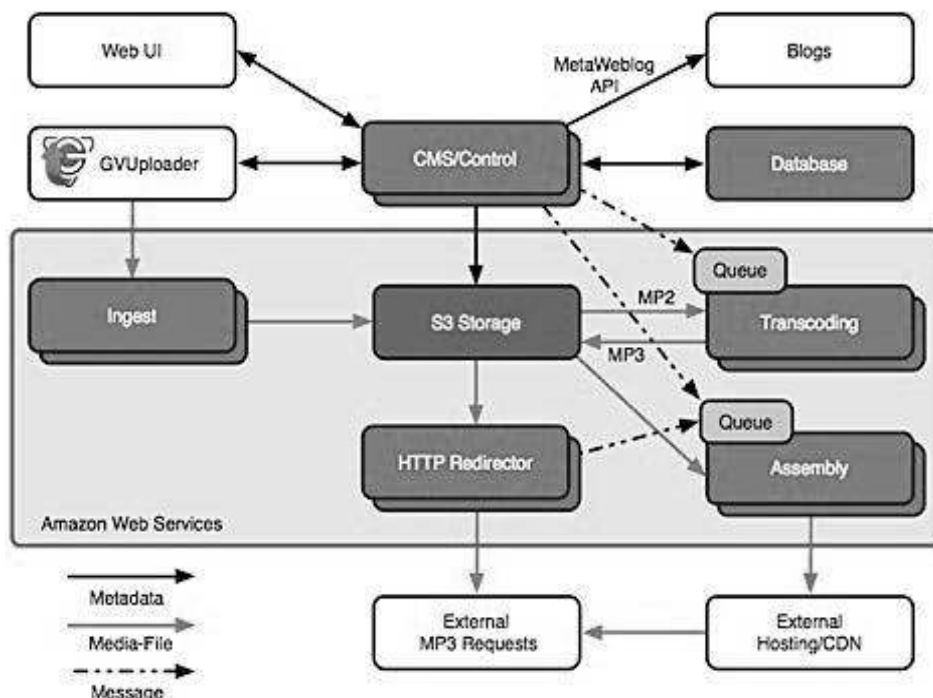 Web UI
MetaWeblog
API
Blogs
GVUploader
CMS/Control
Database
Queue
Ingest
S3 Storage
MP2
Transcoding
MP3
Queue
HTTP Redirector
Assembly
Amazon Web Services
Metadata
External
MP3 Requests
External
Hosting/CDN
Media-File
Message